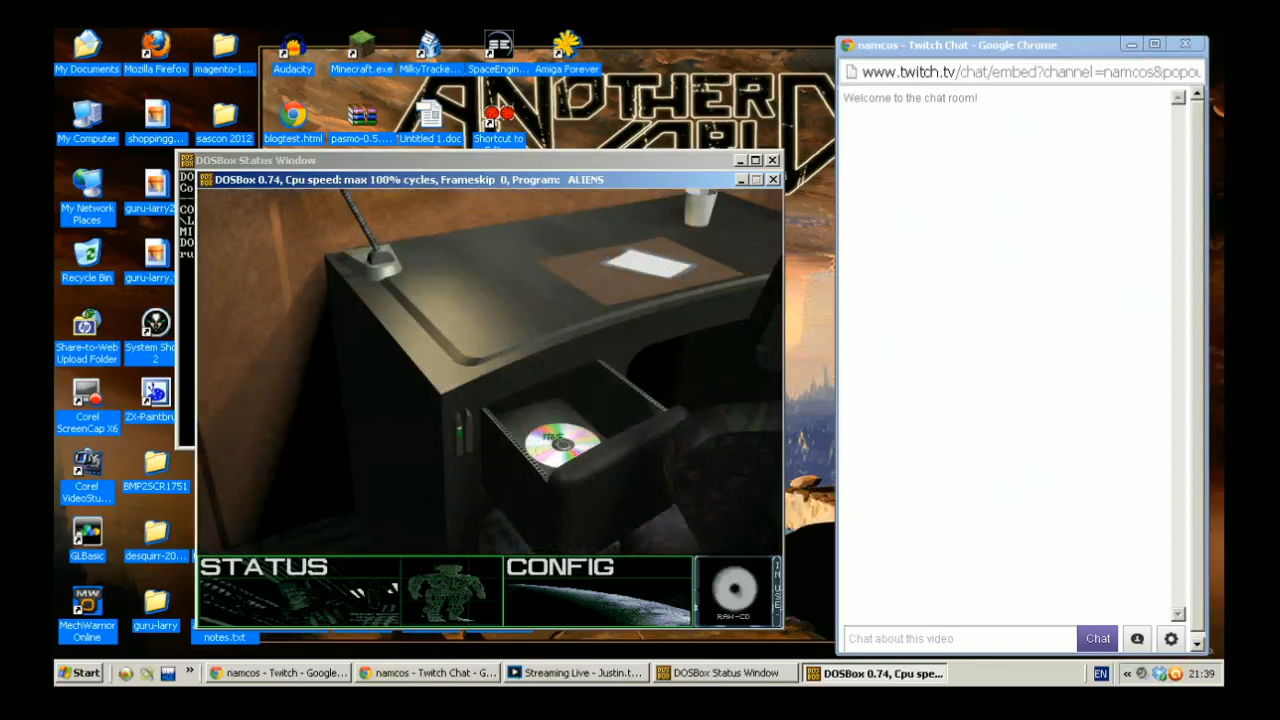 My Documents
Mozilla Firefox
magento-1...
Audacity
Minecraft.exe
MilkyTracke...
SpaceEngin...
Amiga Forever
ANOTHER
My Computer
shoppingg...
sascon 2012
blogtest.html
pasmo-0.5....
Untitled 1.doc
Shortcut to
My Network
Places
guru-larry2
Recycle Bin
guru-larry.
Share-to-Web
Upload Folder
System Sho
2
Corel
ScreenCap X6
ZX-Paintbru
Corel
VideoStu...
BMP2SCR1751
GLBasic
desquirr-20...
MechWarrior
Online
guru-larry
notes.txt
DOSBox Status Window
DOSBox 0.74, Cpu speed: max 100% cycles, Frameskip 0, Program: ALIENS
STATUS
CONFIG
RAW-CD
IN USE
namcos - Twitch Chat - Google Chrome
www.twitch.tv/chat/embed?channel=namcos&popou
Welcome to the chat room!
Chat about this video
Chat
Start
namcos - Twitch - Google...
namcos - Twitch Chat - G...
Streaming Live - Justin.t...
DOSBox Status Window
DOSBox 0.74, Cpu spe...
EN
21:39